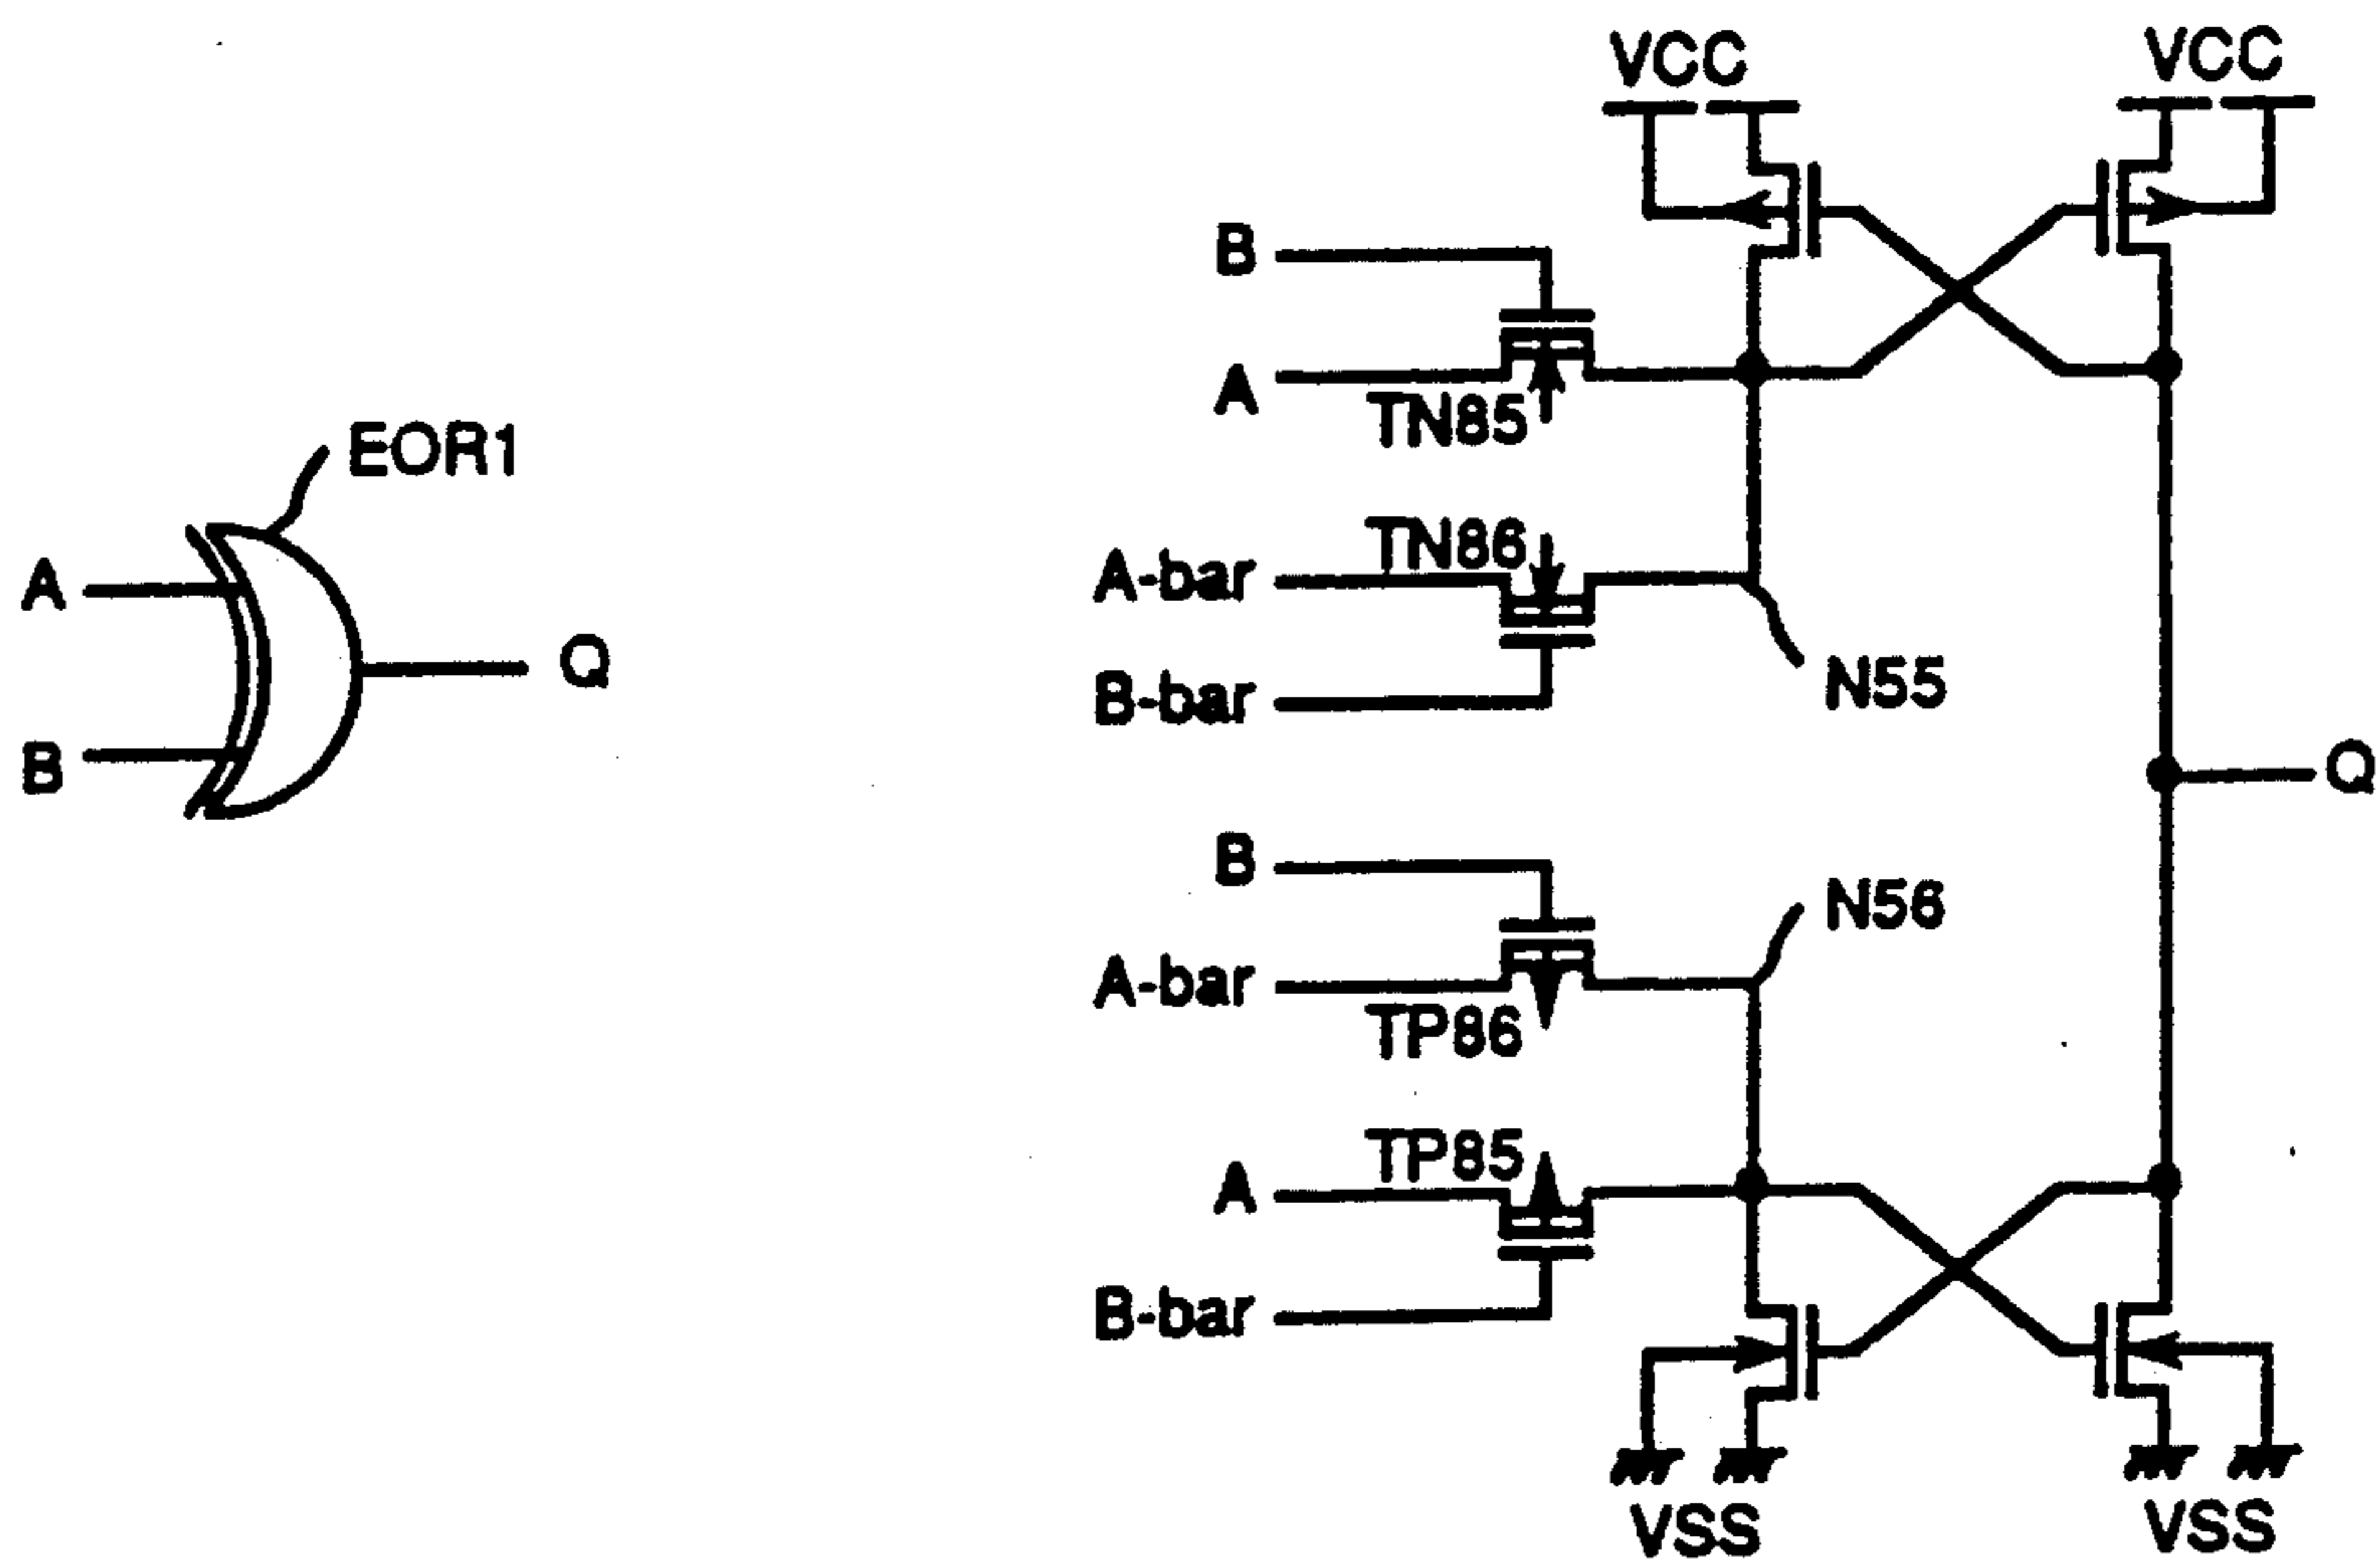 VCC VCC
B
A
TN85
EOR1
TN86
A-bar
A
Q
B-bar
N55
B
Q
B
N56
A-bar
TP86
TP85
A
B-bar
VSS VSS